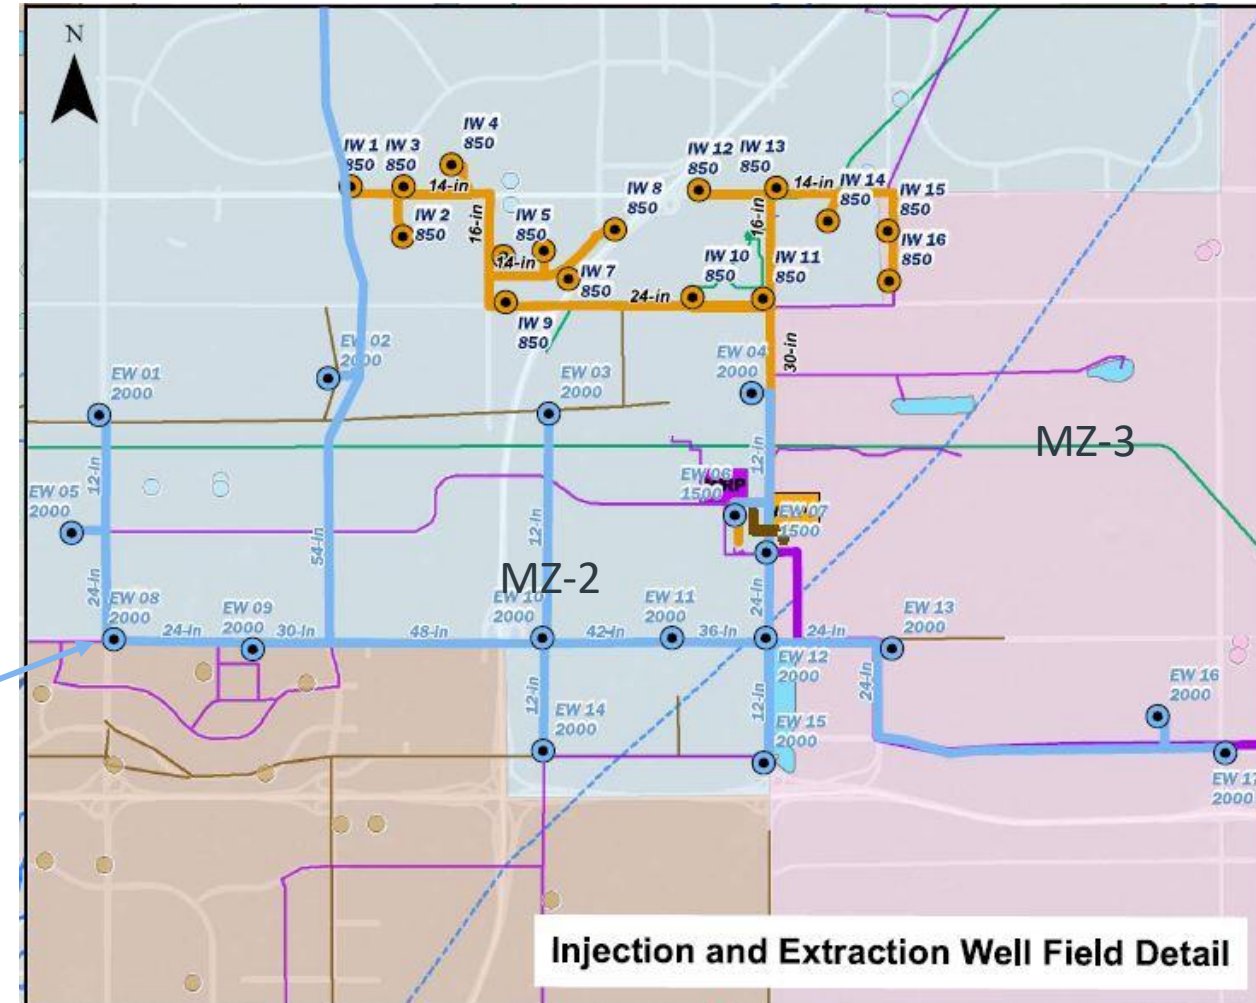 N
IW 4
850
IW 1
850
IW 3
850
IW 12
850
IW 13
850
14-in
IW 8
850
14-in
IW 14
850
IW 15
850
IW 2
850
16-in
IW 5
850
16-in
IW 16
850
14-in
IW 7
850
IW 10
850
IW 11
850
24-in
IW 9
850
30-in
EW 02
2000
EW 04
2000
EW 01
2000
EW 03
2000
MZ-3
12-in
12-in
EW 06
1500
EW 05
2000
EW 07
1500
54-in
12-in
MZ-2
24-in
24-in
EW 08
2000
EW 09
2000
EW 10
2000
EW 11
2000
EW 13
2000
24-in
30-in
48-in
42-in
36-in
24-in
EW 12
2000
24-in
EW 16
2000
12-in
12-in
EW 14
2000
EW 15
2000
EW 17
2000
Injection and Extraction Well Field Detail